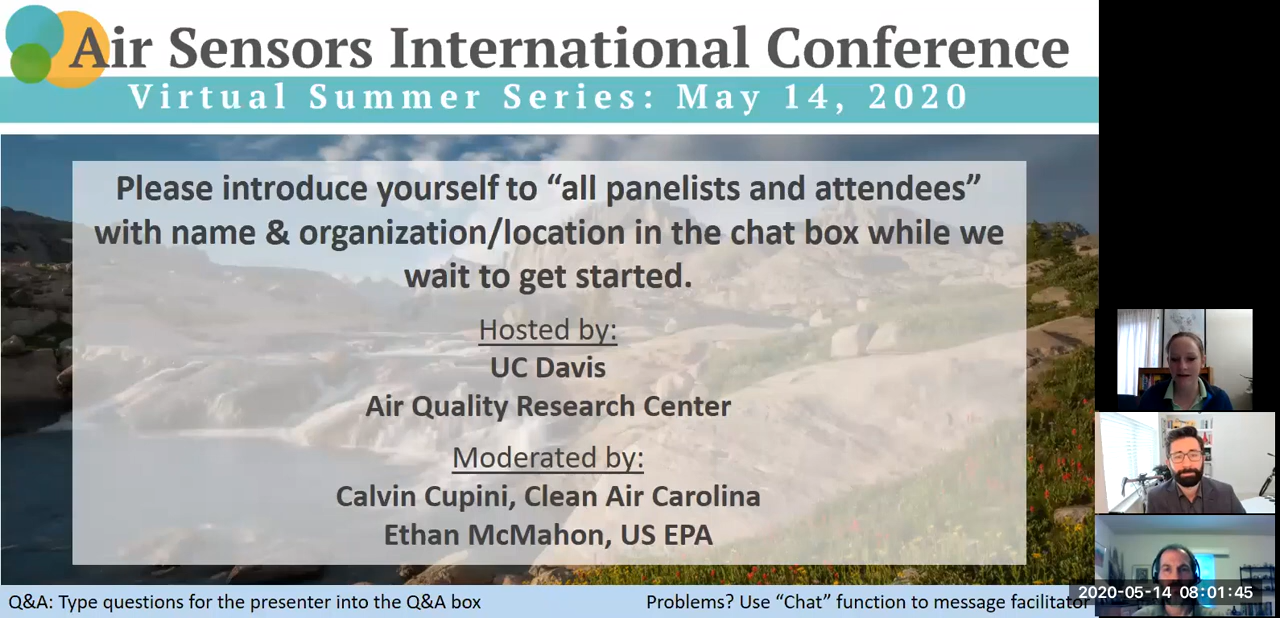 Air Sensors International Conference
Virtual Summer Series: May 14, 2020
Please introduce yourself to “all panelists and attendees”
with name & organization/location in the chat box while we
wait to get started.
Hosted by:
UC Davis
Air Quality Research Center
Moderated by:
Calvin Cupini, Clean Air Carolina
Ethan McMahon, US EPA
Q&A: Type questions for the presenter into the Q&A box
Problems? Use “Chat” function to message facilitator
2020-05-14 08:01:45